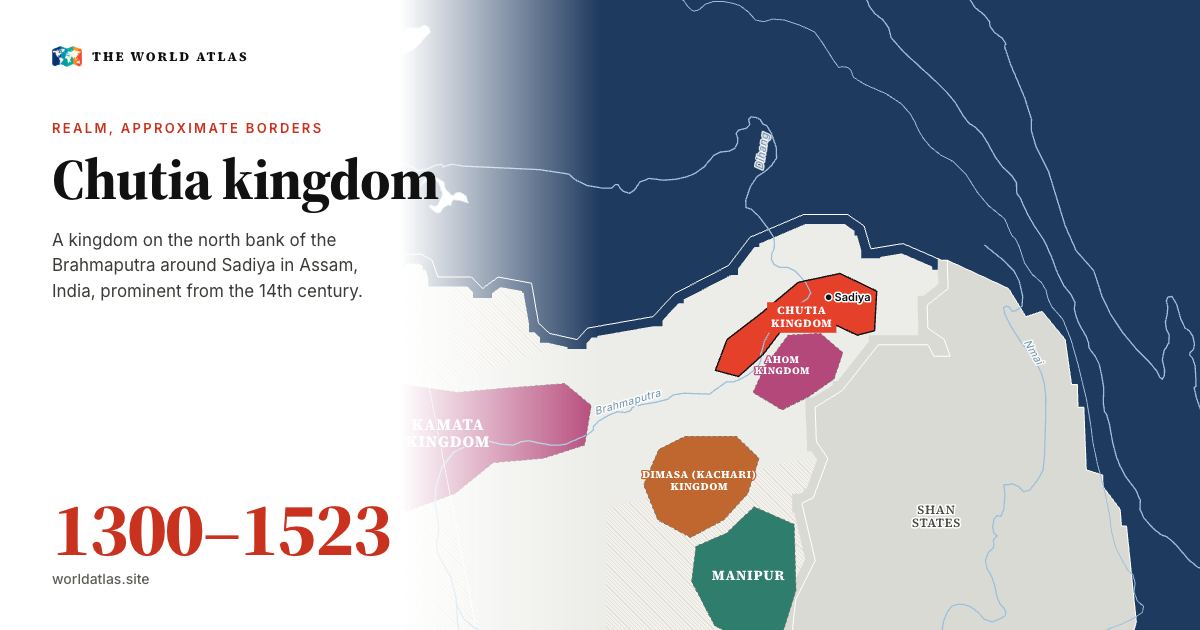 THE WORLD ATLAS
REALM, APPROXIMATE BORDERS
Chutia kingdom
A kingdom on the north bank of the
Brahmaputra around Sadiya in Assam,
India, prominent from the 14th century.
1300–1523
worldatlas.site
Dihang
Sadiya
CHUTIA
KINGDOM
AHOM
KINGDOM
Nmai
Brahmaputra
KAMATA
KINGDOM
DIMASA (KACHARI)
KINGDOM
SHAN
STATES
MANIPUR